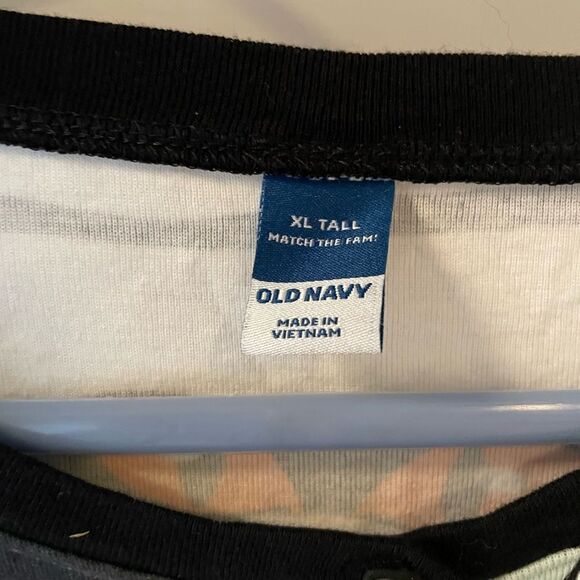 XL TALL
MATCH THE FAM!
OLD NAVY
MADE IN
VIETNAM